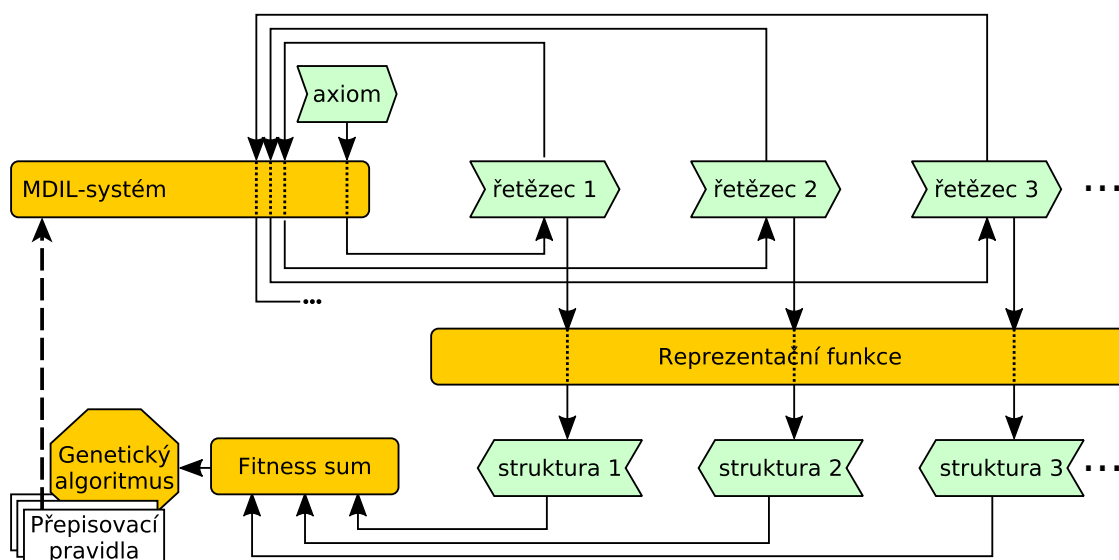 axiom
MDIL-systém
řetězec 1
řetězec 2
řetězec 3
...
...
Reprezentační funkce
Genetický
algoritmus
Fitness sum
struktura 1
struktura 2
struktura 3
...
Přepisovací
pravidla